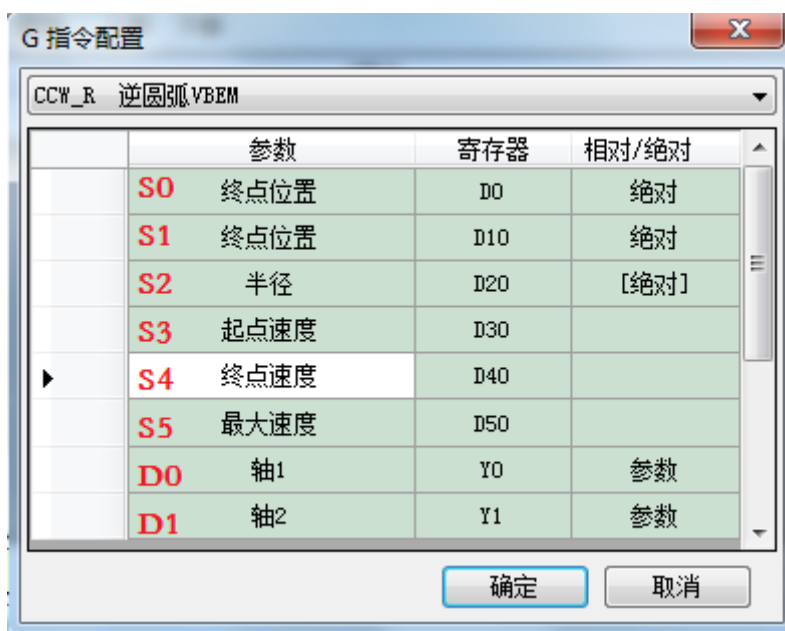 G 指令配置
CCW_R 逆圆弧VBEM
参数 寄存器 相对/绝对
S0 终点位置 D0 绝对
S1 终点位置 D10 绝对
S2 半径 D20 [绝对]
S3 起点速度 D30
S4 终点速度 D40
S5 最大速度 D50
D0 轴1 Y0 参数
D1 轴2 Y1 参数
确定 取消